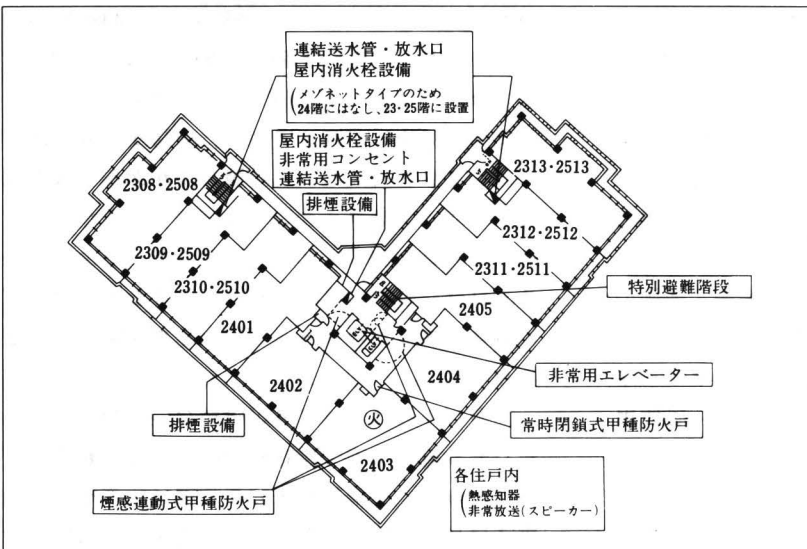 連結送水管・放水口
屋内消火栓設備
(メゾネットタイプのため
24階にはなし、23・25階に設置
屋内消火栓設備
非常用コンセント
連結送水管・放水口
排煙設備
2308・2508
2309・2509
2310・2510
2401
2402
2403
2404
2405
2313・2513
2312・2512
2311・2511
特別避難階段
非常用エレベーター
常時閉鎖式甲種防火戸
排煙設備
火
煙感連動式甲種防火戸
各住戸内
(熱感知器
非常放送(スピーカー)